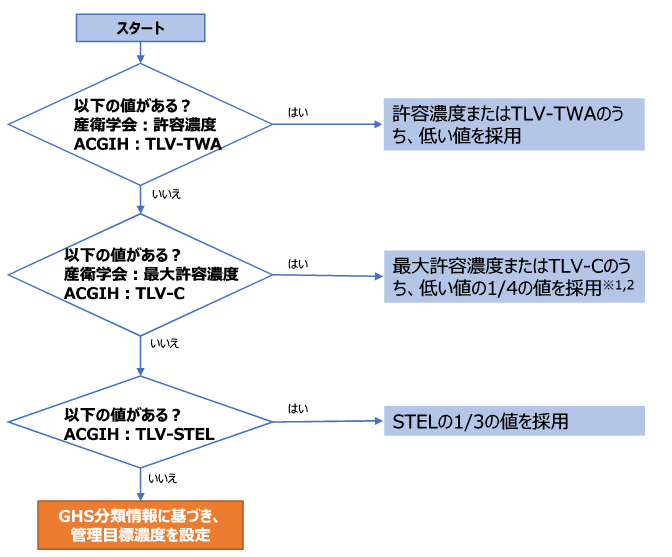 スタート
以下の値がある？
産衛学会：許容濃度
ACGIH：TLV-TWA
はい
許容濃度またはTLV-TWAのう
ち、低い値を採用
いいえ
以下の値がある？
産衛学会：最大許容濃度
ACGIH：TLV-C
はい
最大許容濃度またはTLV-Cのう
ち、低い値の1/4の値を採用※1,2
いいえ
以下の値がある？
ACGIH：TLV-STEL
はい
STELの1/3の値を採用
いいえ
GHS分類情報に基づき、
管理目標濃度を設定